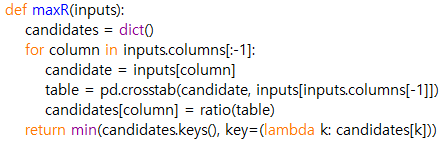 def maxR(inputs):
    candidates = dict()
    for column in inputs.columns[:-1]:
        candidate = inputs[column]
        table = pd.crosstab(candidate, inputs[inputs.columns[-1]])
        candidates[column] = ratio(table)
    return min(candidates.keys(), key=(lambda k: candidates[k]))